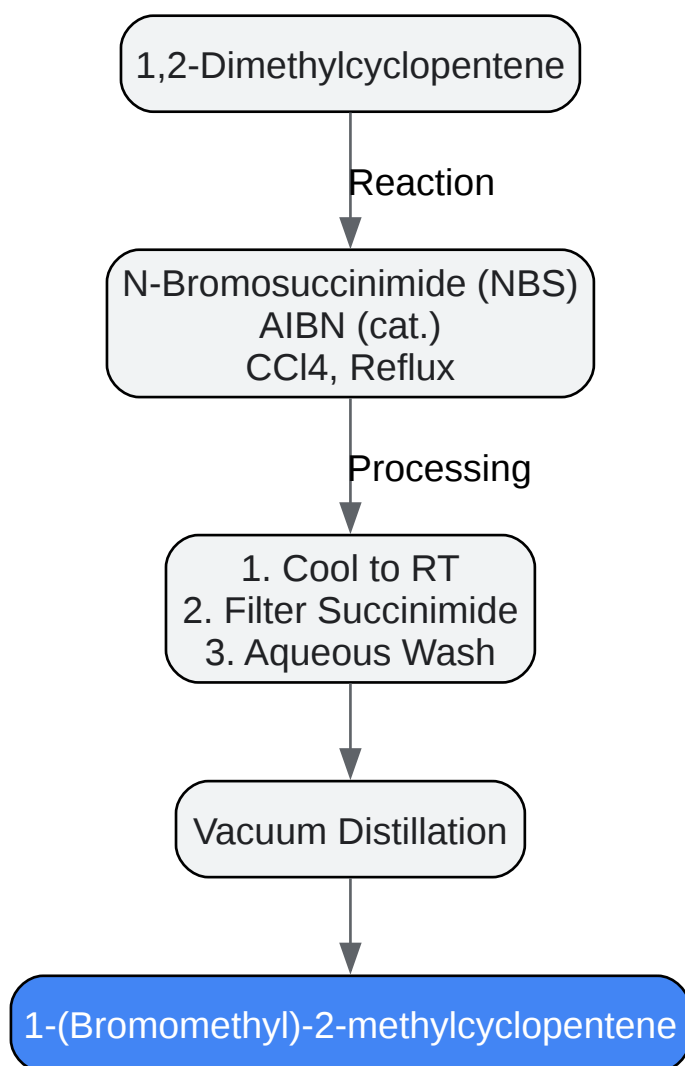 1,2-Dimethylcyclopentene
Reaction
N-Bromosuccinimide (NBS)
AIBN (cat.)
CCl4, Reflux
Processing
1. Cool to RT
2. Filter Succinimide
3. Aqueous Wash
Vacuum Distillation
1-(Bromomethyl)-2-methylcyclopentene